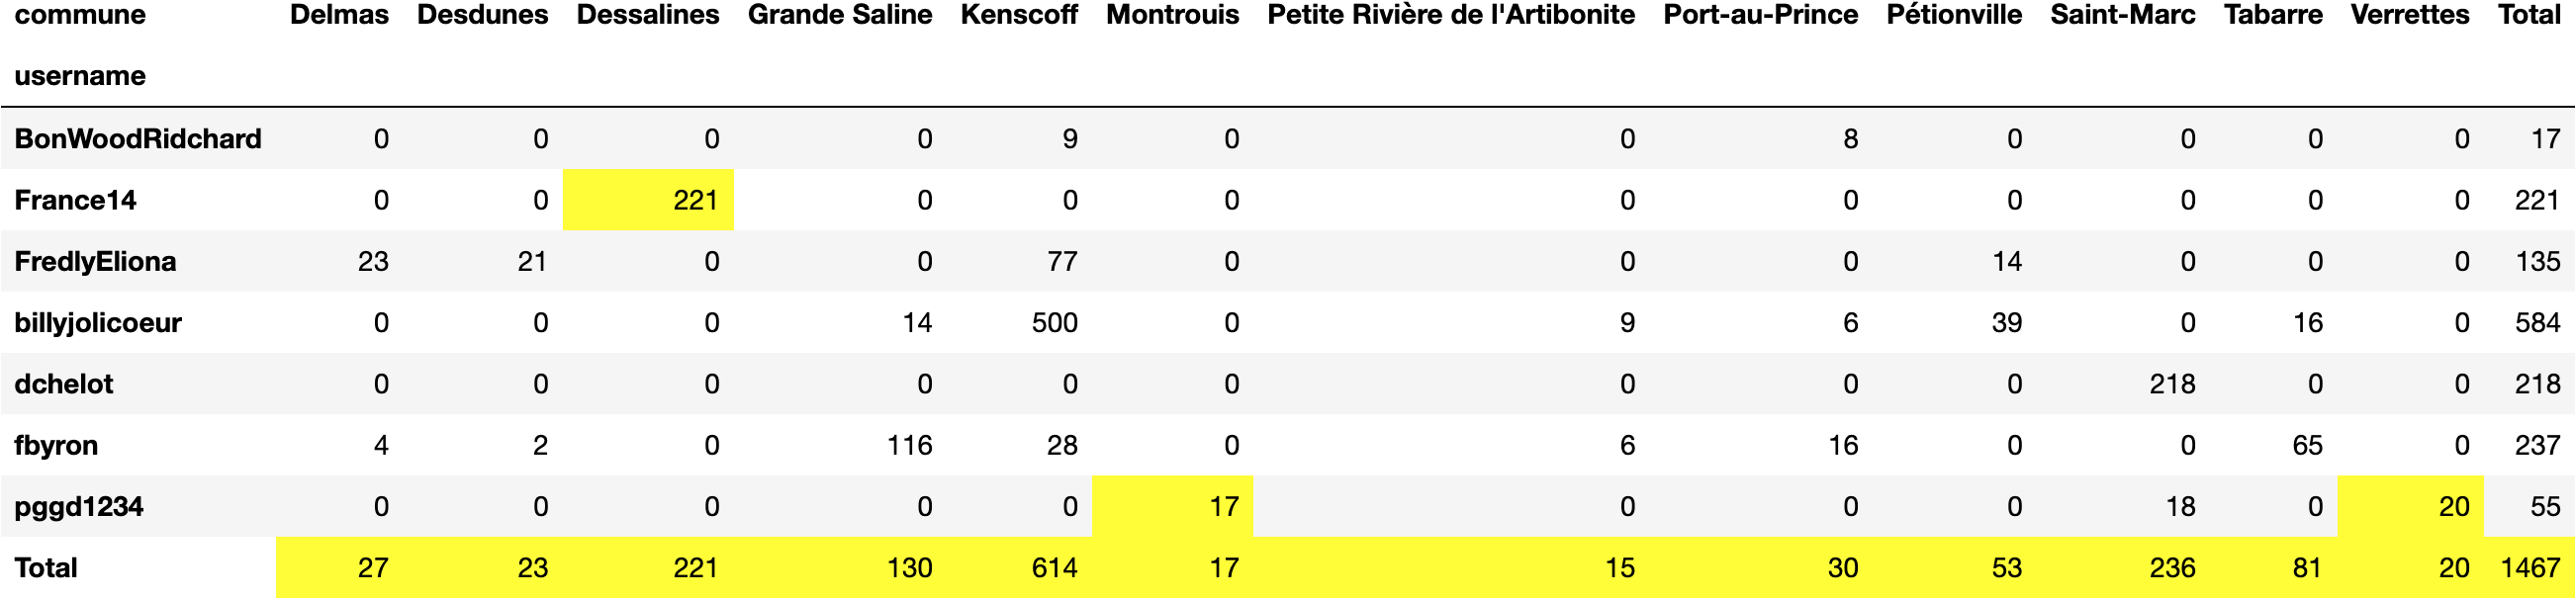 commune Delmas Desdunes Dessalines Grande Saline Kenscoff Montrouis Petite Rivière de l'Artibonite Port-au-Prince Pétionville Saint-Marc Tabarre Verrettes Total
username
BonWoodRidchard 0 0 0 0 9 0 0 8 0 0 0 0 17
France14 0 0 221 0 0 0 0 0 0 0 0 0 221
FredlyEliona 23 21 0 0 77 0 0 0 14 0 0 0 135
billyjolicoeur 0 0 0 14 500 0 9 6 39 0 16 0 584
dchelot 0 0 0 0 0 0 0 0 0 218 0 0 218
fbyron 4 2 0 116 28 0 6 16 0 0 65 0 237
pggd1234 0 0 0 0 0 17 0 0 0 18 0 20 55
Total 27 23 221 130 614 17 15 30 53 236 81 20 1467